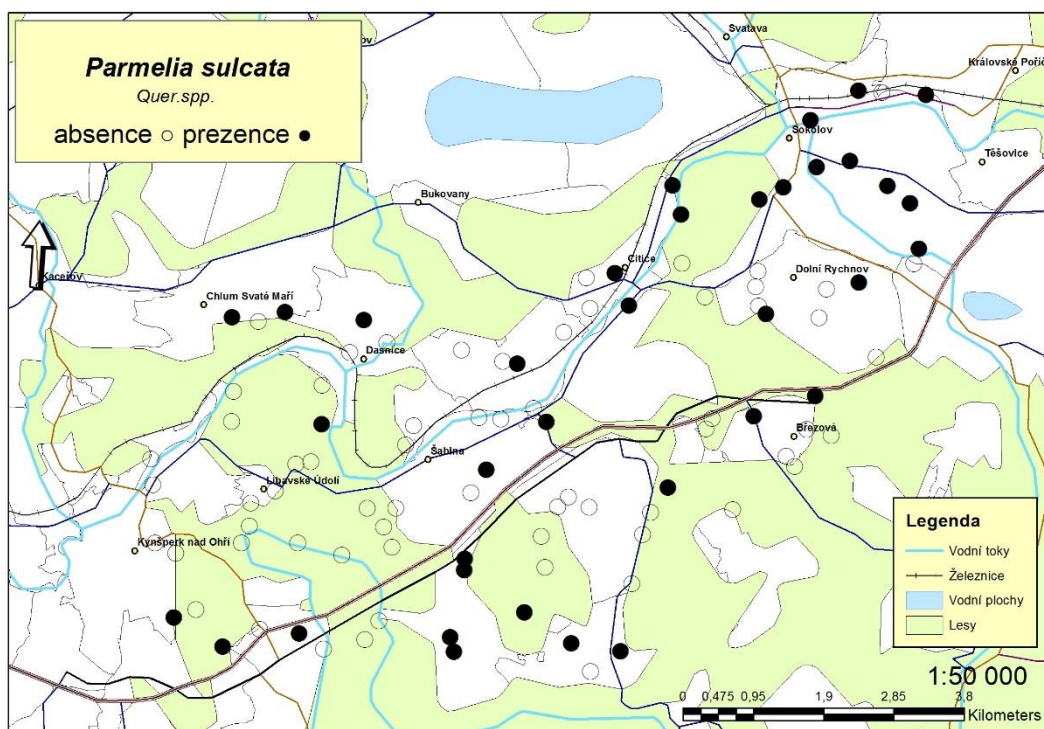 Parmelia sulcata
Quer.spp.
absence prezence
Svatava
Královské Poříč
Sokolov
Těšovice
Bukovany
Kaceřov
Citice
Dolní Rychnov
Chlum Svaté Maří
Dasnice
Březová
Šabina
Libavské Údolí
Kynšperk nad Ohří
Legenda
Vodní toky
Železnice
Vodní plochy
Lesy
1:50 000
0 0,475 0,95 1,9 2,85 3,8
Kilometers